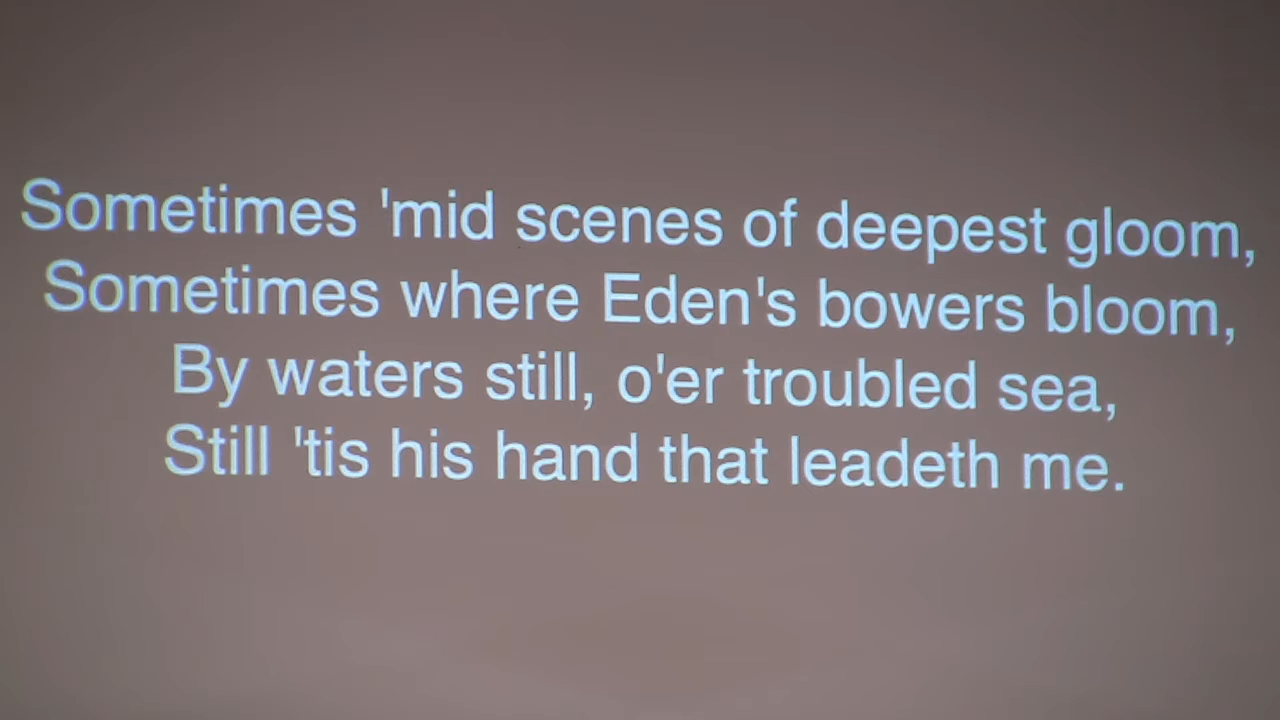 Sometimes 'mid scenes of deepest gloom,
Sometimes where Eden's bowers bloom,
By waters still, o'er troubled sea,
Still 'tis his hand that leadeth me.